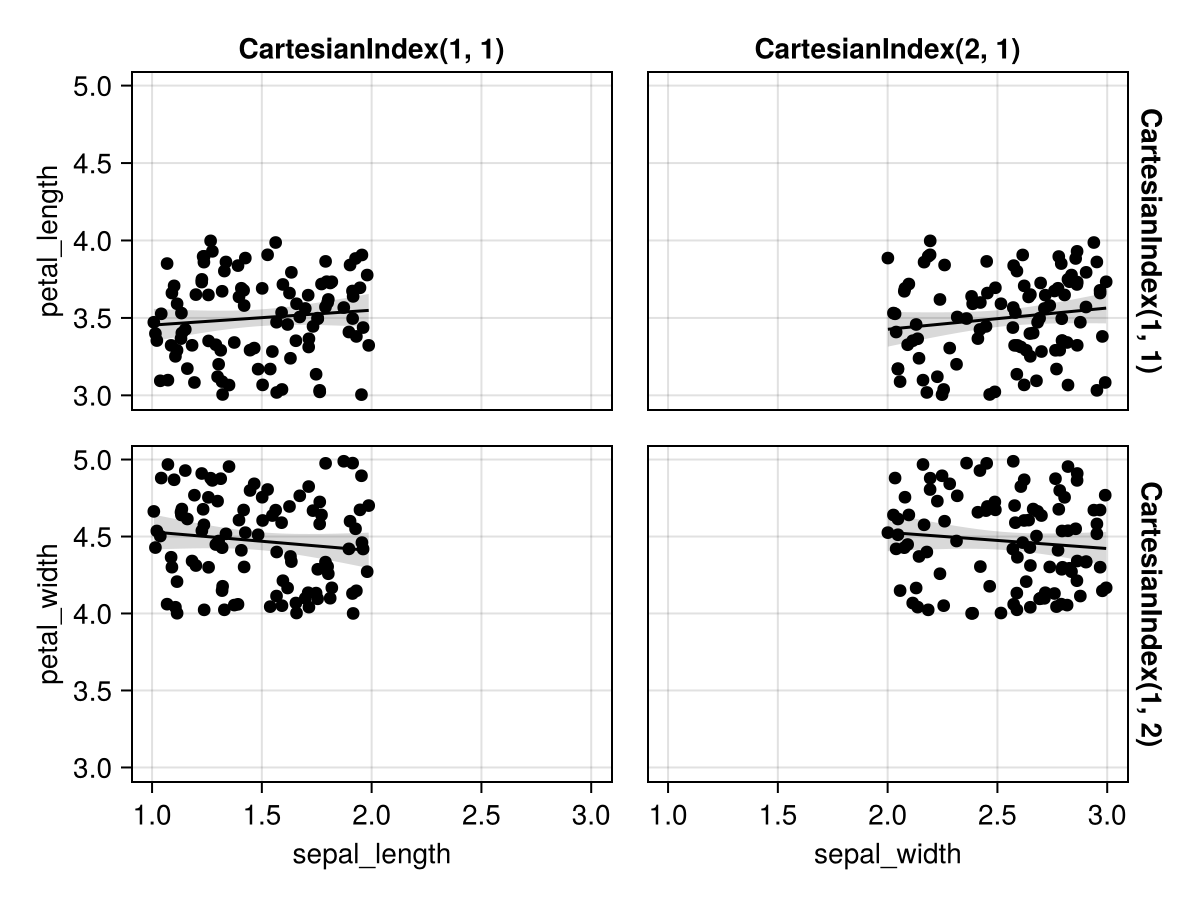 CartesianIndex(1, 1)
CartesianIndex(2, 1)
5.0
4.5
4.0
3.5
3.0
petal_length
CartesianIndex(1, 1)
5.0
4.5
4.0
3.5
3.0
petal_width
CartesianIndex(1, 2)
1.0 1.5 2.0 2.5 3.0
1.0 1.5 2.0 2.5 3.0
sepal_length
sepal_width